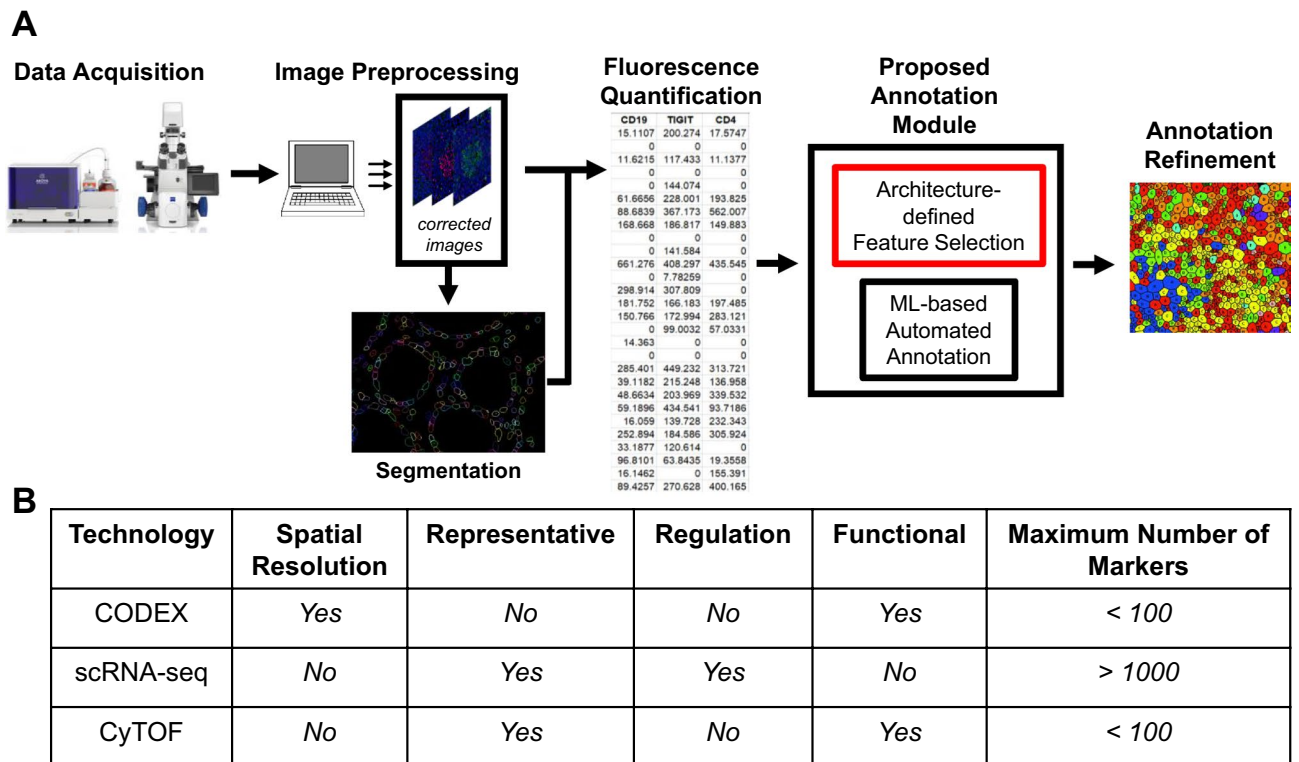 A
Data Acquisition
Image Preprocessing
corrected
images
Segmentation
Fluorescence
Quantification
CD19 TIGIT CD4
15.1107 200.274 17.5747
0 0 0
11.6215 117.433 11.1377
0 0 0
0 144.074 0
61.6656 228.001 193.825
88.6839 367.173 562.007
168.668 186.817 149.883
0 0 0
0 141.584 0
661.276 408.297 435.545
0 7.78259 0
298.914 307.809 0
181.752 166.183 197.485
150.766 172.994 283.121
0 99.0032 57.0331
14.363 0 0
0 0 0
285.401 449.232 313.721
39.1182 215.248 136.958
48.6634 203.969 339.532
59.1896 434.541 93.7186
16.059 139.728 232.343
252.894 184.586 305.924
33.1877 120.614 0
96.8101 63.8435 19.3558
16.1462 0 155.391
89.4257 270.628 400.165
Proposed
Annotation
Module
Architecture-
defined
Feature Selection
ML-based
Automated
Annotation
Annotation
Refinement
B
Technology Spatial Resolution Representative Regulation Functional Maximum Number of Markers
CODEX Yes No No Yes < 100
scRNA-seq No Yes Yes No > 1000
CyTOF No Yes No Yes < 100